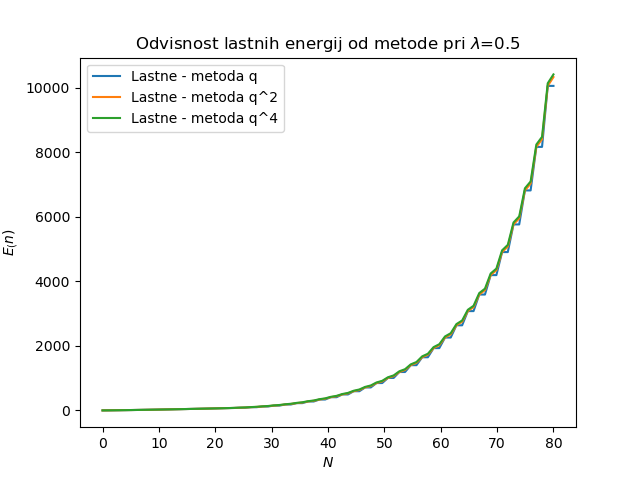 Odvisnost lastnih energij od metode pri λ=0.5
Lastne - metoda q
Lastne - metoda q^2
Lastne - metoda q^4
E(n)
10000
8000
6000
4000
2000
0
0 10 20 30 40 50 60 70 80
N